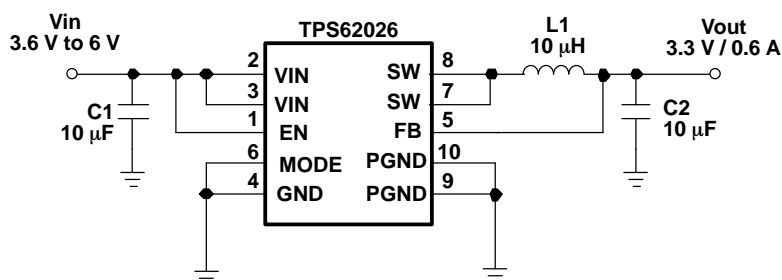 TPS62026
Vin
3.6 V to 6 V
L1
10 μH
Vout
3.3 V / 0.6 A
2 VIN SW 8
3 VIN SW 7
1 EN FB 5
6 MODE PGND 10
4 GND PGND 9
C1
10 μF
C2
10 μF